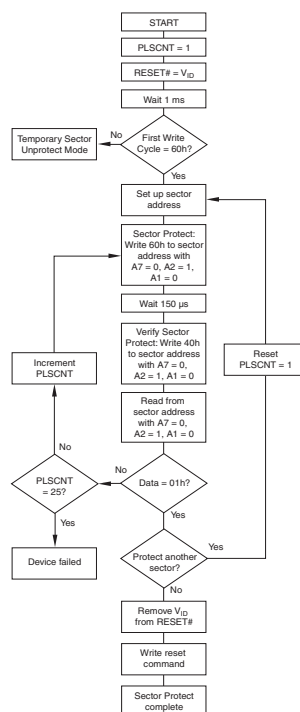 START
PLSCNT = 1
RESET# = VID
Wait 1 ms
No
First Write
Cycle = 60h?
Temporary Sector
Unprotect Mode
Yes
Set up sector
address
Sector Protect:
Write 60h to sector
address with
A7 = 0, A2 = 1,
A1 = 0
Wait 150 µs
Verify Sector
Protect: Write 40h
to sector address
with A7 = 0,
A2 = 1, A1 = 0
Increment
PLSCNT
Reset
PLSCNT = 1
Read from
sector address
with A7 = 0,
A2 = 1, A1 = 0
No
No
PLSCNT
= 25?
Data = 01h?
Yes
Yes
Device failed
Protect another
sector?
Yes
No
Remove VID
from RESET#
Write reset
command
Sector Protect
complete